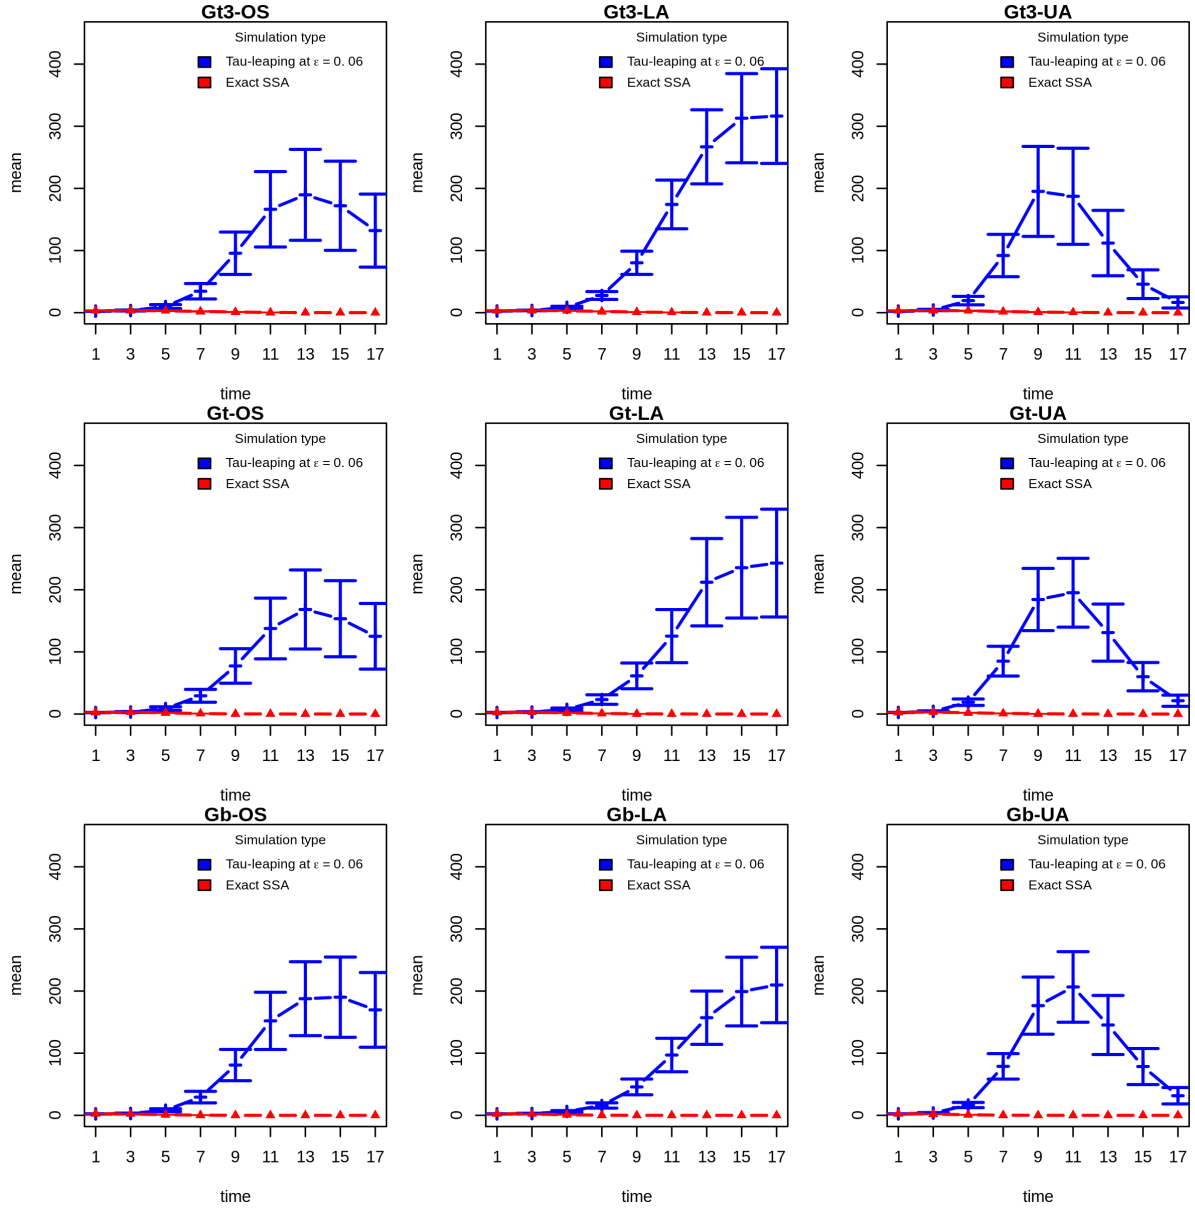 Gt3-OS
Simulation type
Tau-leaping at ε = 0. 06
Exact SSA
mean
400
300
200
100
0
1 3 5 7 9 11 13 15 17
time
Gt3-LA
Simulation type
Tau-leaping at ε = 0. 06
Exact SSA
mean
400
300
200
100
0
1 3 5 7 9 11 13 15 17
time
Gt3-UA
Simulation type
Tau-leaping at ε = 0. 06
Exact SSA
mean
400
300
200
100
0
1 3 5 7 9 11 13 15 17
time
Gt-OS
Simulation type
Tau-leaping at ε = 0. 06
Exact SSA
mean
400
300
200
100
0
1 3 5 7 9 11 13 15 17
time
Gt-LA
Simulation type
Tau-leaping at ε = 0. 06
Exact SSA
mean
400
300
200
100
0
1 3 5 7 9 11 13 15 17
time
Gt-UA
Simulation type
Tau-leaping at ε = 0. 06
Exact SSA
mean
400
300
200
100
0
1 3 5 7 9 11 13 15 17
time
Gb-OS
Simulation type
Tau-leaping at ε = 0. 06
Exact SSA
mean
400
300
200
100
0
1 3 5 7 9 11 13 15 17
time
Gb-LA
Simulation type
Tau-leaping at ε = 0. 06
Exact SSA
mean
400
300
200
100
0
1 3 5 7 9 11 13 15 17
time
Gb-UA
Simulation type
Tau-leaping at ε = 0. 06
Exact SSA
mean
400
300
200
100
0
1 3 5 7 9 11 13 15 17
time